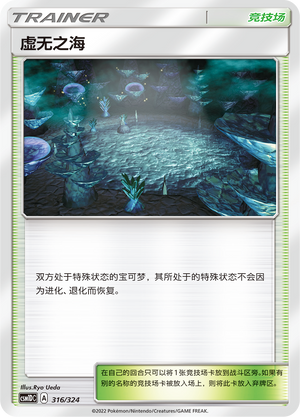 TRAINER 竞技场
虚无之海
双方处于特殊状态的宝可梦，其所处的特殊状态不会因
为进化、退化而恢复。
Illus.Ryo Ueda
CSM1DC A 316/324
在自己的回合只可以将1张竞技场卡放到战斗区旁。如果有
别的名称的竞技场卡被放入场上，则将此卡放入弃牌区。
©2022 Pokémon/Nintendo/Creatures/GAME FREAK.